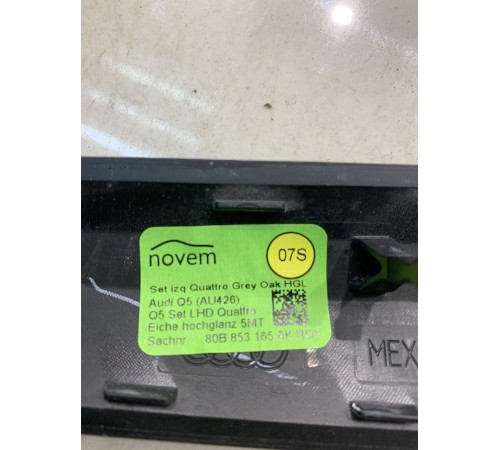 novem
07S
Set izq Quattro Grey Oak HGL
Audi Q5 (AU426)
Q5 Set LHD Quattro
Eiche hochglanz 5MT
Sachnr 80B 853 165
MEX